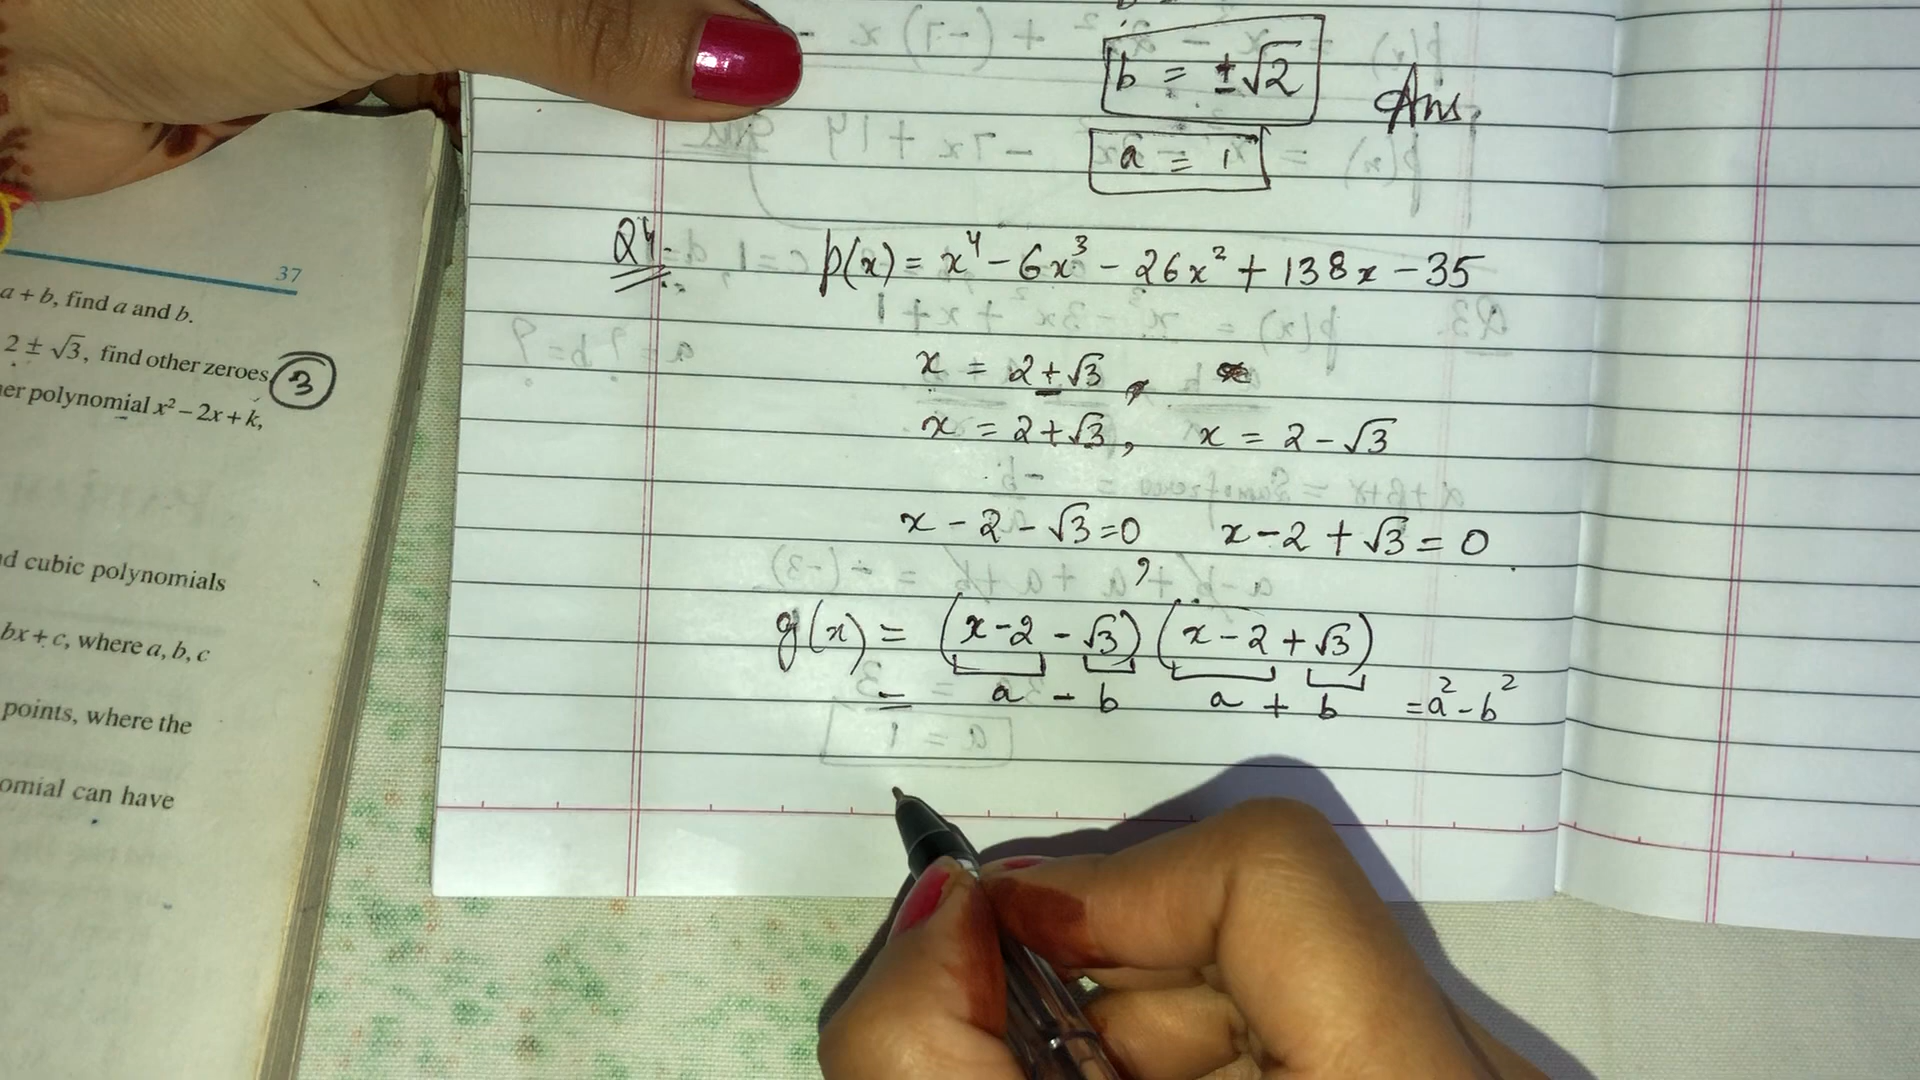 37
a + b, find a and b.
2 ± √3, find other zeroes.
3
er polynomial x² – 2x + k,
d cubic polynomials
bx + c, where a, b, c
points, where the
omial can have
b = ±√2
Ans.
a = 1
Q4. p(x) = x⁴ - 6x³ - 26x² + 138x - 35
x = 2 ± √3,
x = 2 + √3, x = 2 - √3
x - 2 - √3 = 0 , x - 2 + √3 = 0
g(x) = (x - 2 - √3) (x - 2 + √3)
= a - b a + b = a² - b²